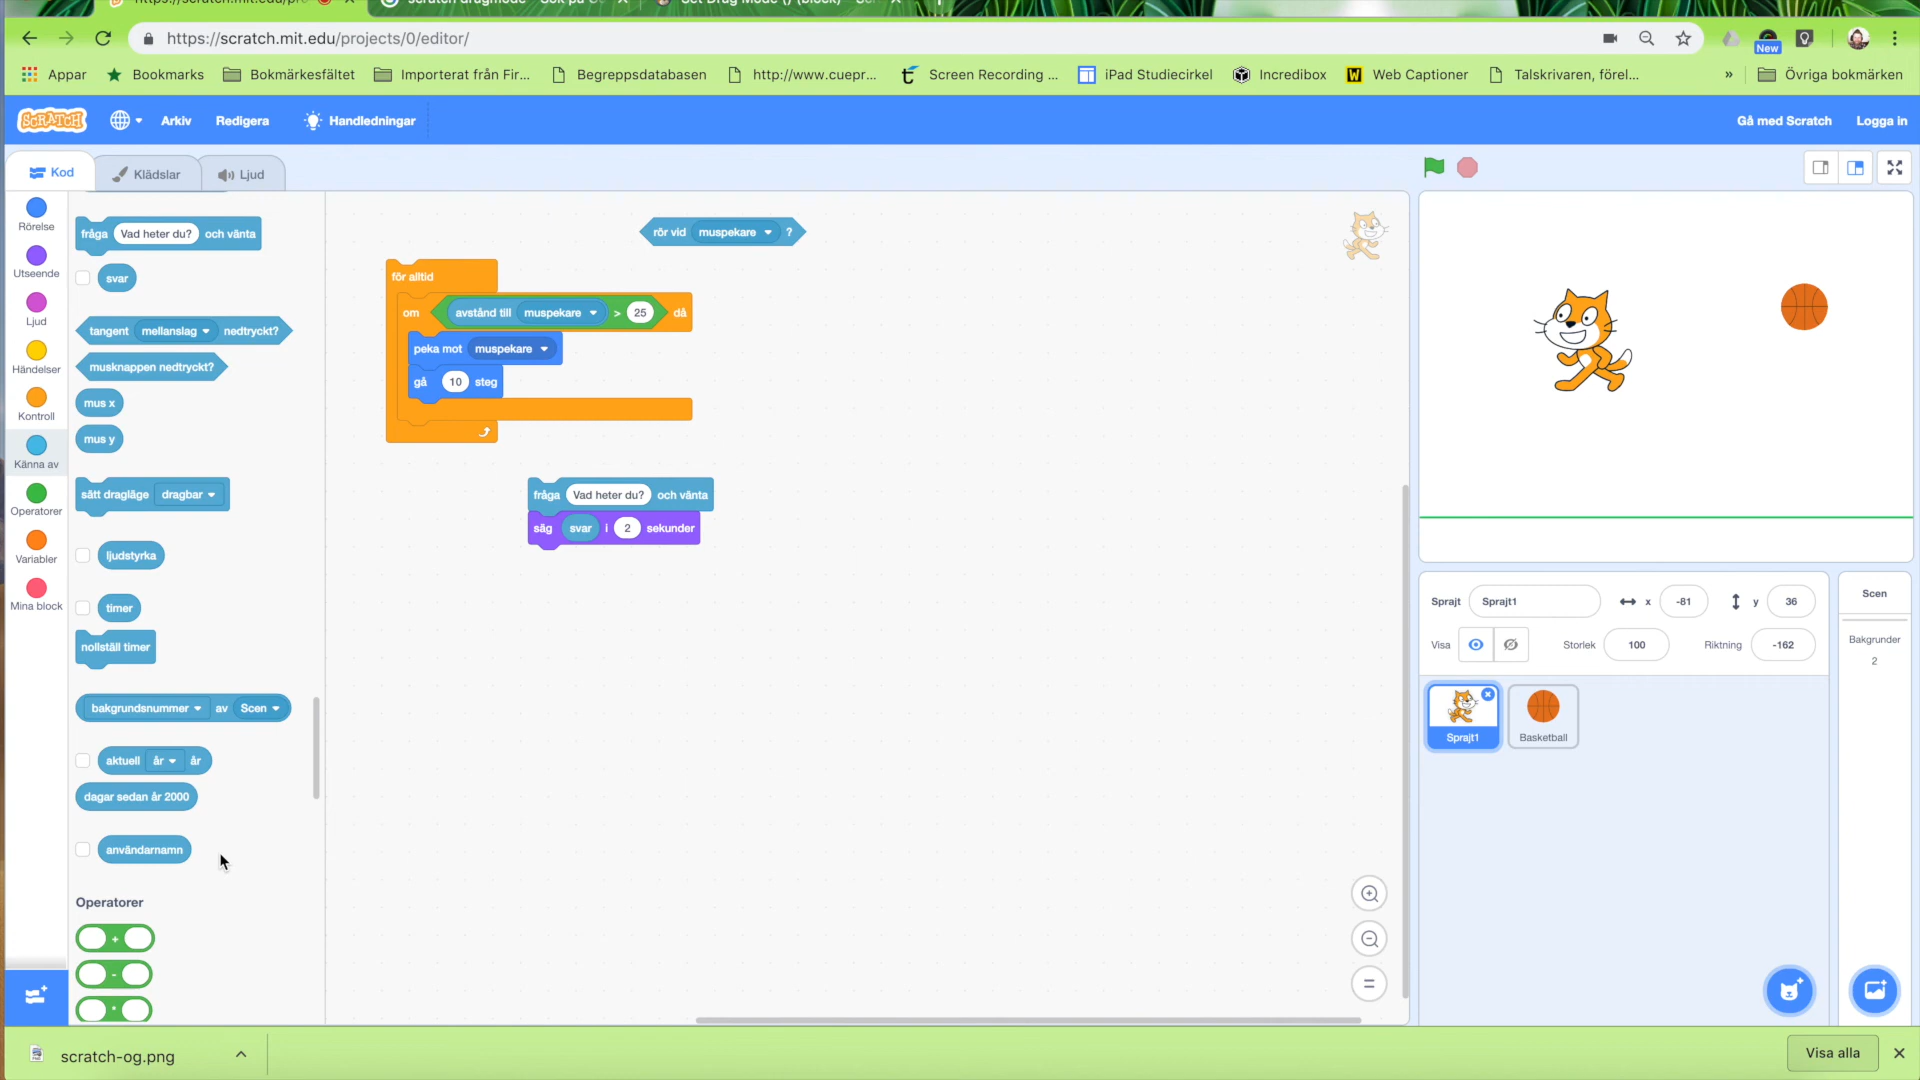 https://scratch.mit.edu/projects/0/editor/
New
Appar
Bookmarks
Bokmärkesfältet
Importerat från Fir...
Begreppsdatabasen
http://www.cuepr...
Screen Recording ...
iPad Studiecirkel
Incredibox
Web Captioner
Talskrivaren, förel...
»
Övriga bokmärken
SCRATCH
Arkiv
Redigera
Handledningar
Gå med Scratch
Logga in
Kod
Klädslar
Ljud
Rörelse
Utseende
Ljud
Händelser
Kontroll
Känna av
Operatorer
Variabler
Mina block
fråga Vad heter du? och vänta
svar
tangent mellanslag nedtryckt?
musknappen nedtryckt?
mus x
mus y
sätt dragläge dragbar
ljudstyrka
timer
nollställ timer
bakgrundsnummer av Scen
aktuell år år
dagar sedan år 2000
användarnamn
Operatorer
+
-
*
rör vid muspekare ?
för alltid
om avstånd till muspekare > 25 då
peka mot muspekare
gå 10 steg
fråga Vad heter du? och vänta
säg svar i 2 sekunder
Sprajt Sprajt1 x -81 y 36
Visa Storlek 100 Riktning -162
Sprajt1
Basketball
Scen
Bakgrunder
2
scratch-og.png
Visa alla